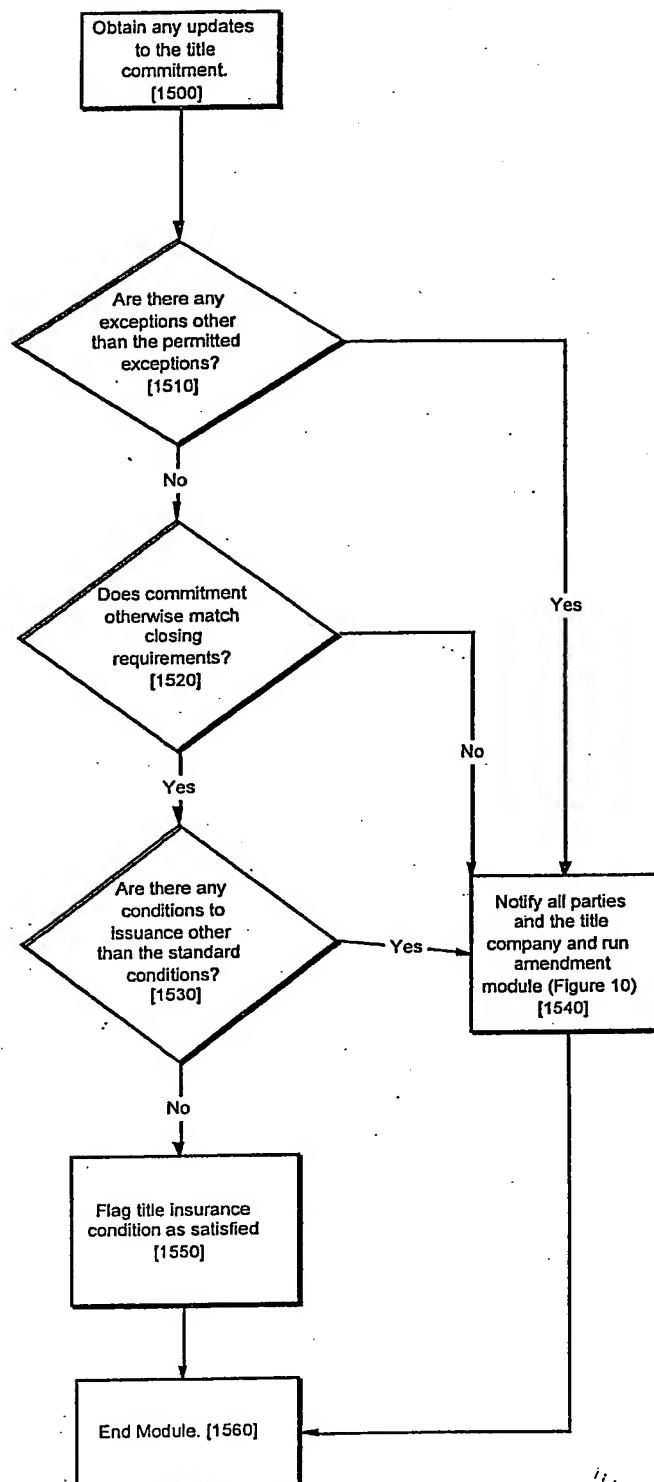 Obtain any updates
to the title
commitment.
[1500]
Are there any
exceptions other
than the permitted
exceptions?
[1510]
No
Yes
Does commitment
otherwise match
closing
requirements?
[1520]
No
Yes
Are there any
conditions to
issuance other
than the standard
conditions?
[1530]
Yes
Notify all parties
and the title
company and run
amendment
module (Figure 10)
[1540]
No
Flag title insurance
condition as satisfied
[1550]
End Module. [1560]